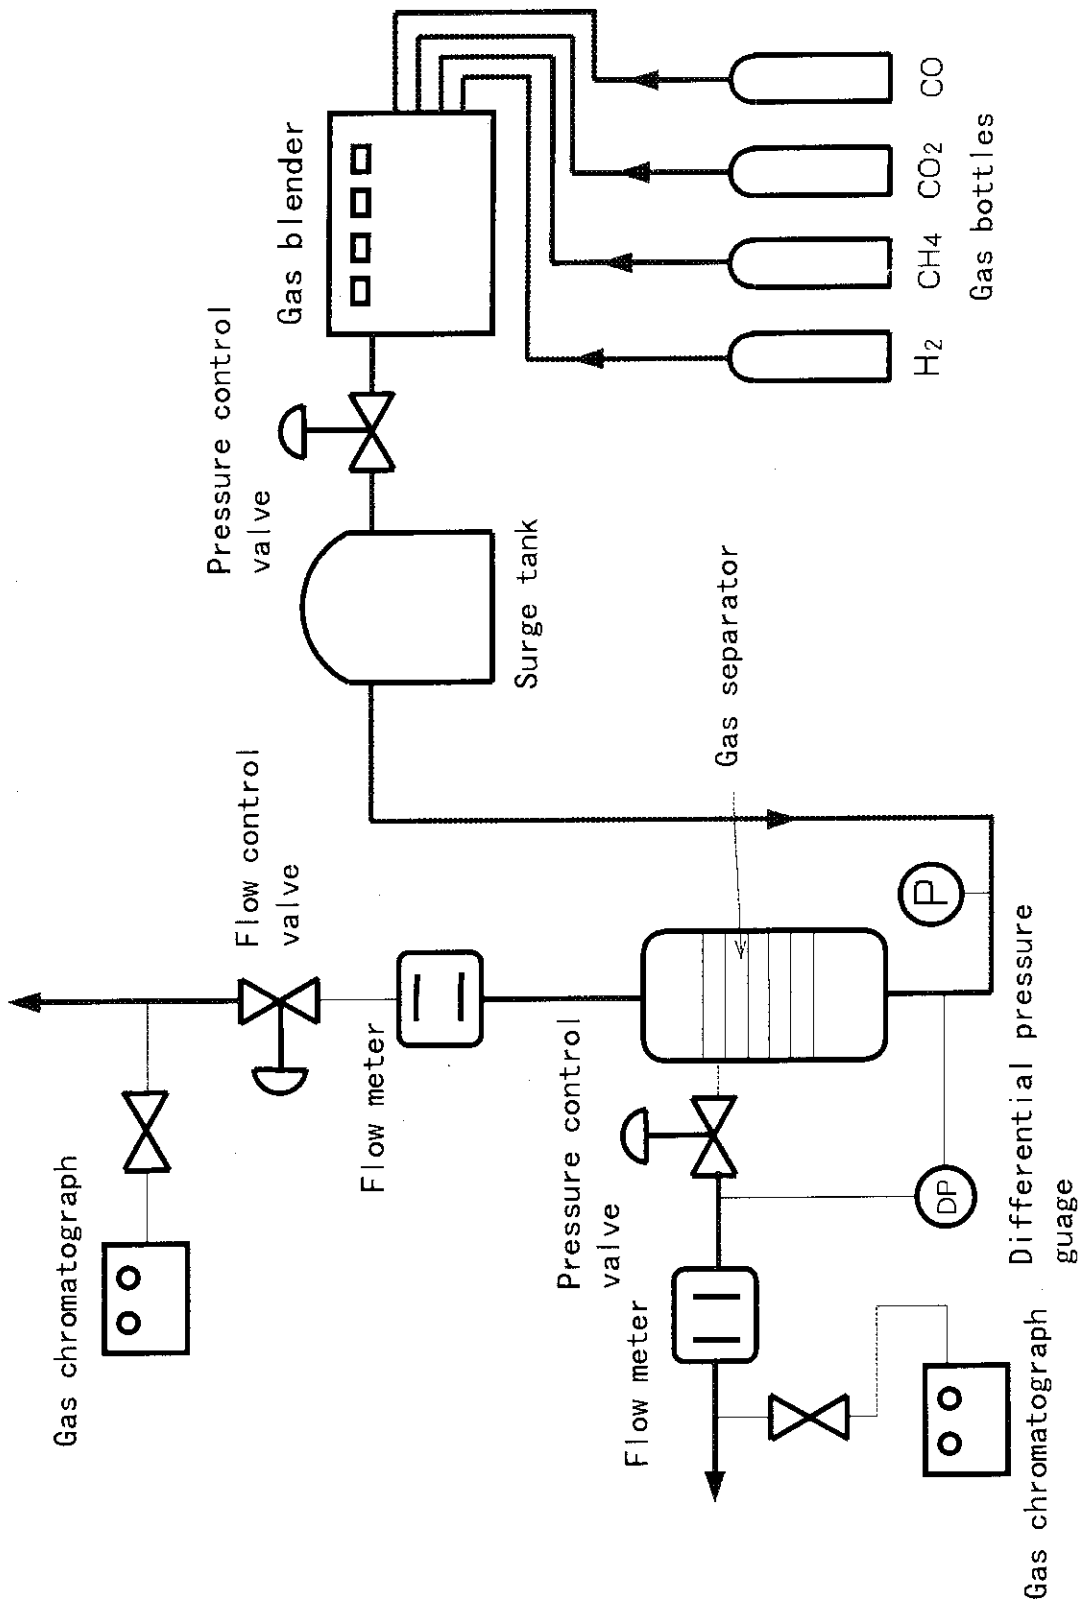 Gas chromatograph
Flow control
valve
Flow meter
Pressure control
valve
Gas blender
Surge tank
Gas separator
Pressure control
valve
Flow meter
P
DP
Differential pressure
guage
Gas chromatograph
H2
CH4
CO2
CO
Gas bottles